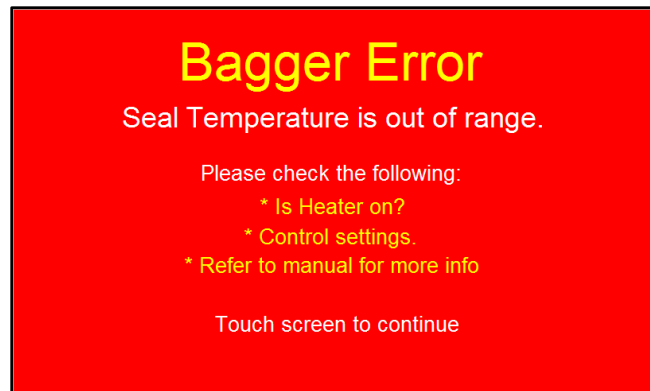 Bagger Error
Seal Temperature is out of range.
Please check the following:
* Is Heater on?
* Control settings.
* Refer to manual for more info
Touch screen to continue